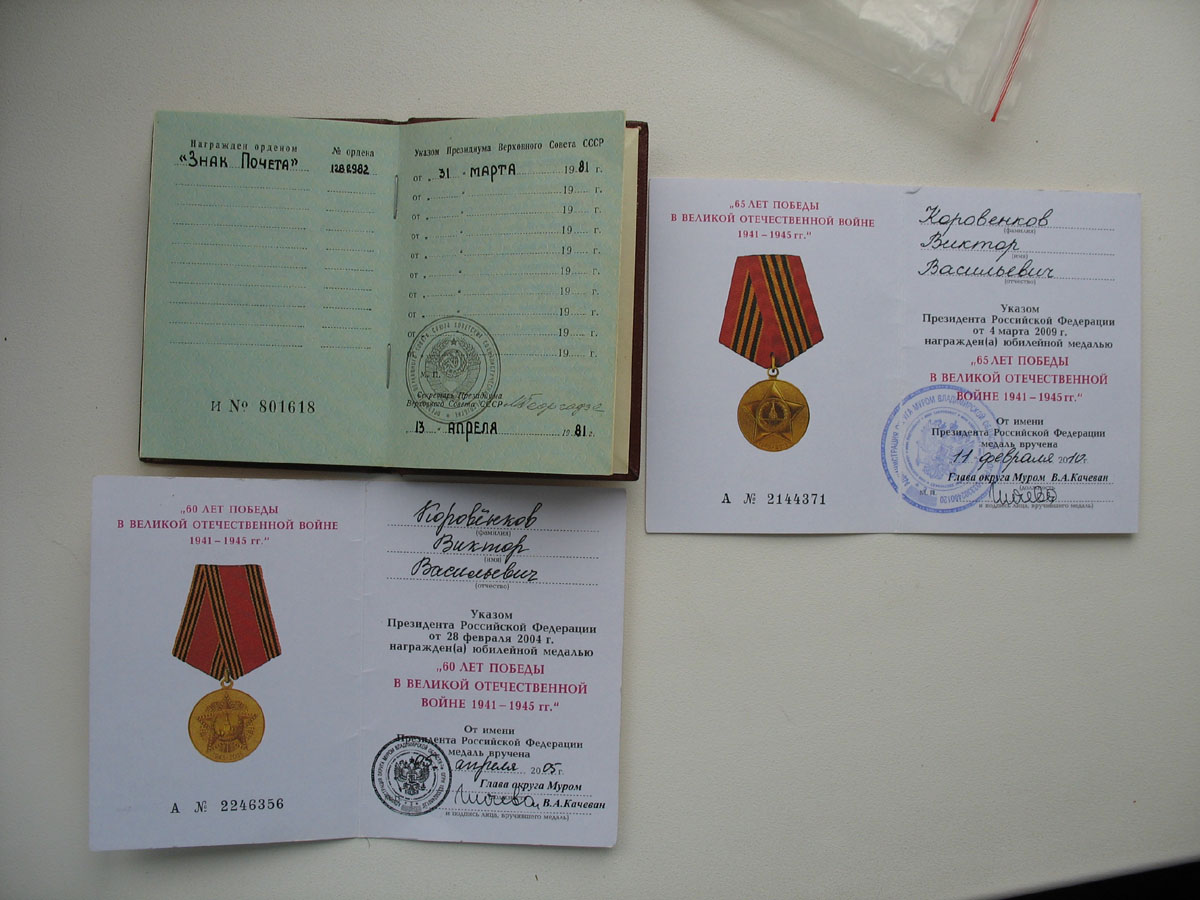 Награжден орденом
№ ордена
«Знак Почета»
И № 801618
Указом Президиума Верховного Совета СССР
от „ 31 “ МАРТА 1981 г.
от „ “ 19 г.
от „ “ 19 г.
от „ “ 19 г.
от „ “ 19 г.
от „ “ 19 г.
от „ “ 19 г.
от „ “ 19 г.
от 19 г.
19 г.
М. П.
Секретарь Президиума
Верховного Совета СССР
13 АПРЕЛЯ 1981 г.
„65 ЛЕТ ПОБЕДЫ
В ВЕЛИКОЙ ОТЕЧЕСТВЕННОЙ ВОЙНЕ
1941 – 1945 гг.“
А № 2144371
Коровенков
(фамилия)
Виктор
(имя)
Васильевич
(отчество)
Указом
Президента Российской Федерации
от 4 марта 2009 г.
награжден(а) юбилейной медалью
„65 ЛЕТ ПОБЕДЫ
В ВЕЛИКОЙ ОТЕЧЕСТВЕННОЙ
ВОЙНЕ 1941 – 1945 гг.“
От имени
Президента Российской Федерации
медаль вручена
11 февраля 2010 г.
Глава округа Муром В.А.Качеван
и подпись лица, вручившего медаль)
„60 ЛЕТ ПОБЕДЫ
В ВЕЛИКОЙ ОТЕЧЕСТВЕННОЙ ВОЙНЕ
1941 – 1945 гг.“
А № 2246356
Коровёнков
(фамилия)
Виктор
(имя)
Васильевич
(отчество)
Указом
Президента Российской Федерации
от 28 февраля 2004 г.
награжден(а) юбилейной медалью
„60 ЛЕТ ПОБЕДЫ
В ВЕЛИКОЙ ОТЕЧЕСТВЕННОЙ
ВОЙНЕ 1941 – 1945 гг.“
От имени
Президента Российской Федерации
медаль вручена
апреля 2005 г.
Глава округа Муром
В.А.Качеван
и подпись лица, вручившего медаль)